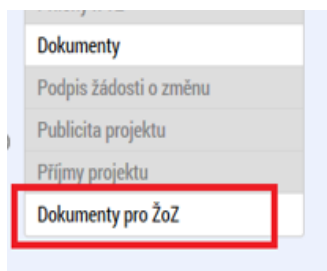 Dokumenty
Podpis žádosti o změnu
Publicita projektu
Příjmy projektu
Dokumenty pro ŽoZ